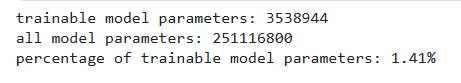 trainable model parameters: 3538944
all model parameters: 251116800
percentage of trainable model parameters: 1.41%